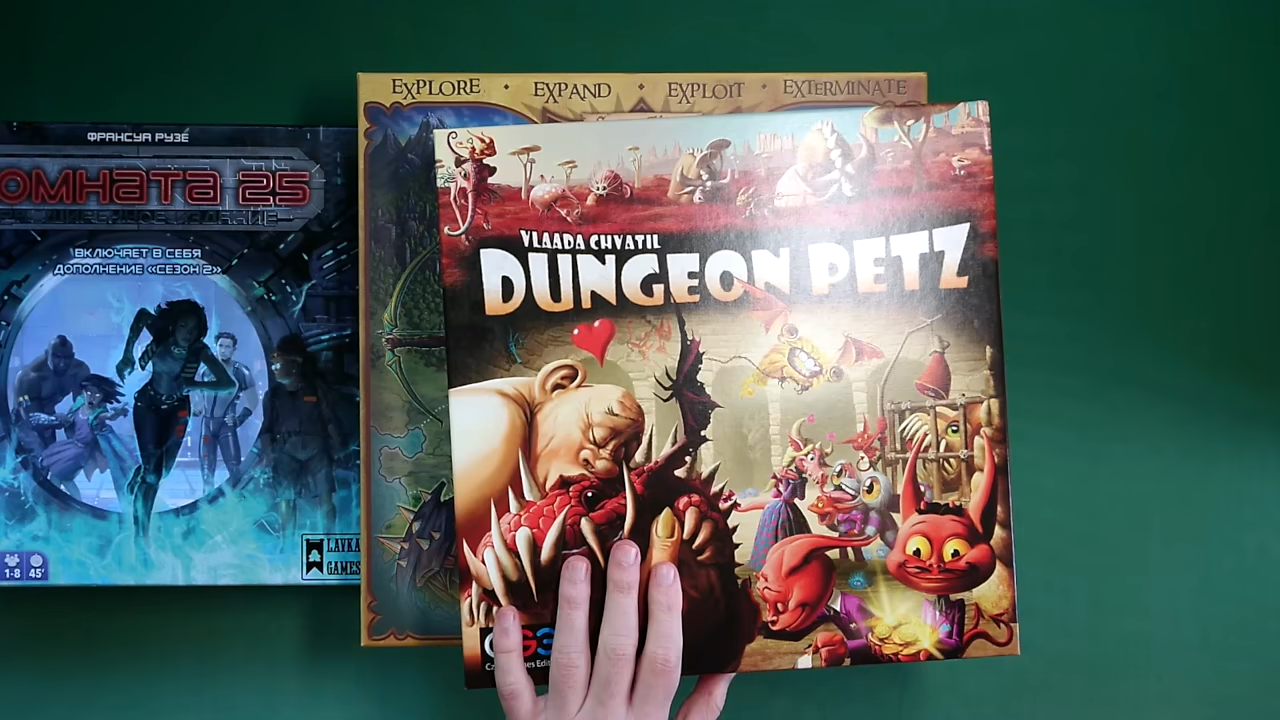 ФРАНСУА РУЗЕ
ОМНАТА 25
ВКЛЮЧАЕТ В СЕБЯ
ДОПОЛНЕНИЕ «СЕЗОН 2»
1-8 45'
LAVKA
GAMES
EXPLORE · EXPAND · EXPLOIT · EXTERMINATE
VLAADA CHVATIL
DUNGEON PETZ